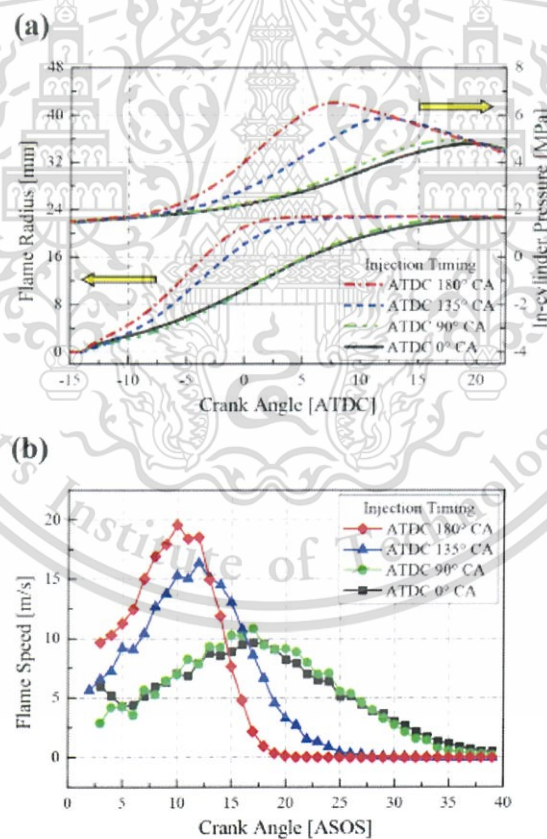 (a)
48
40
32
24
16
8
0
8
6
4
2
0
-2
-4
Flame Radius [mm]
In-cylinder Pressure [MPa]
Injection Timing
ATDC 180° CA
ATDC 135° CA
ATDC 90° CA
ATDC 0° CA
-15 -10 -5 0 5 10 15 20
Crank Angle [ATDC]
(b)
's Institute of Technolo
20
15
10
5
0
Flame Speed [m/s]
Injection Timing
ATDC 180° CA
ATDC 135° CA
ATDC 90° CA
ATDC 0° CA
0 5 10 15 20 25 30 35 40
Crank Angle [ASOS]